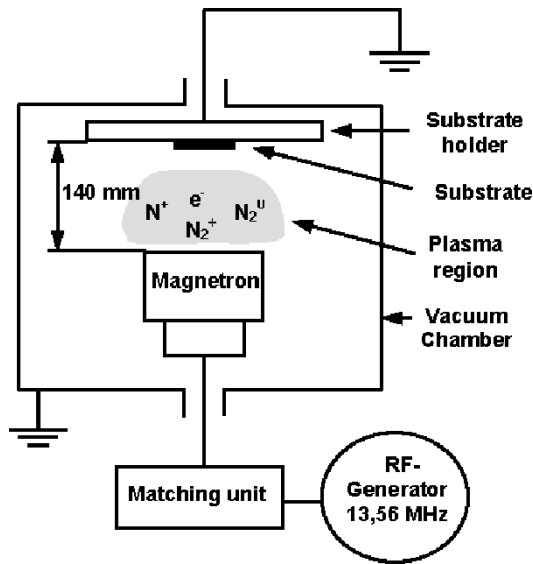 Substrate
holder
140 mm
Substrate
N⁺ e⁻ N₂ᵁ
N₂⁺
Plasma
region
Magnetron
Vacuum
Chamber
Matching unit
RF-
Generator
13,56 MHz